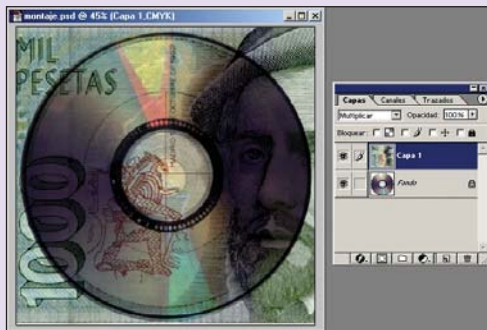 montaje.psd @ 45% (Capa 1,CMYK)
MIL
PESETAS
1000
Capas Canales Trazados
Multiplicar Opacidad: 100%
Bloquear:
Capa 1
Fondo